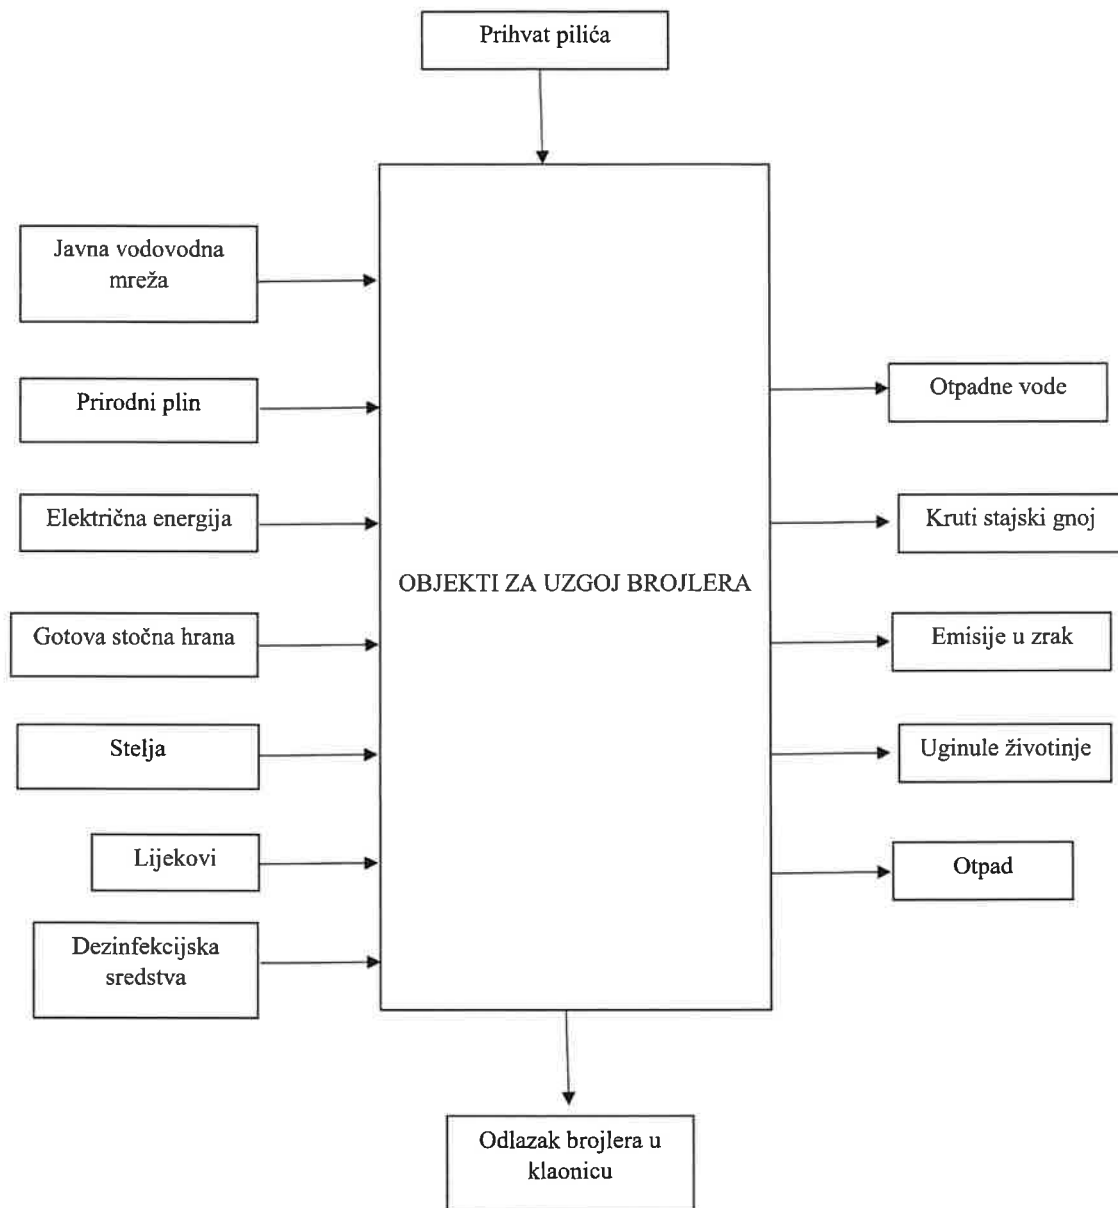 Prihvat pilića
Javna vodovodna
mreža
Prirodni plin
Električna energija
Gotova stočna hrana
Stelja
Lijekovi
Dezinfekcijska
sredstva
OBJEKTI ZA UZGOJ BROJLERA
Otpadne vode
Kruti stajski gnoj
Emisije u zrak
Uginule životinje
Otpad
Odlazak brojlera u
klaonicu